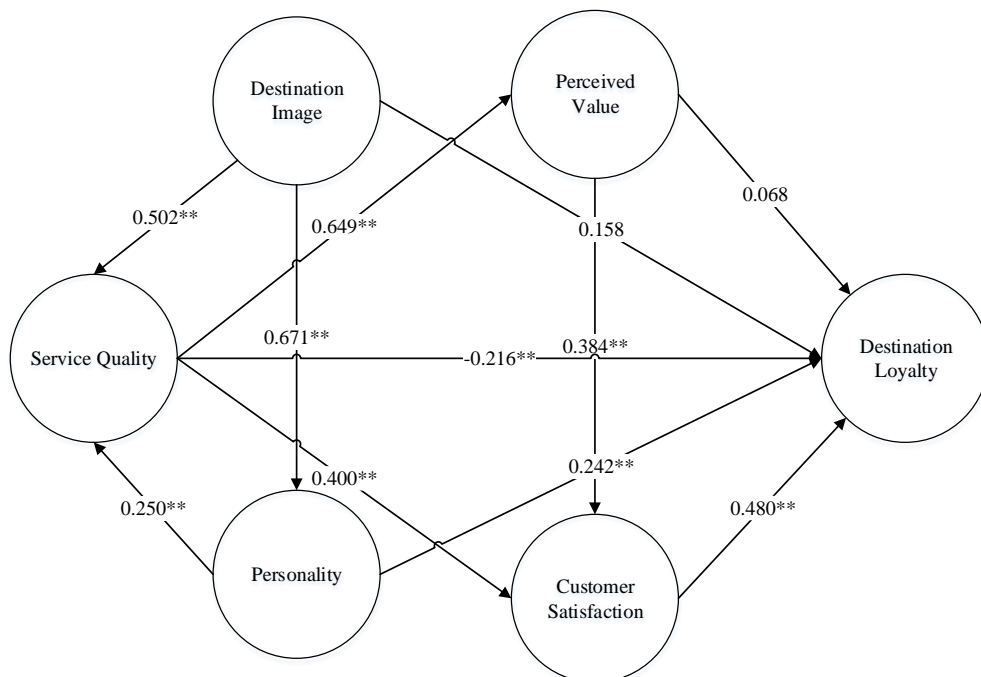 Destination
Image
Perceived
Value
0.502**
0.649**
0.158
0.068
Service Quality
0.671**
-0.216**
0.384**
Destination
Loyalty
0.250**
0.400**
0.242**
0.480**
Personality
Customer
Satisfaction